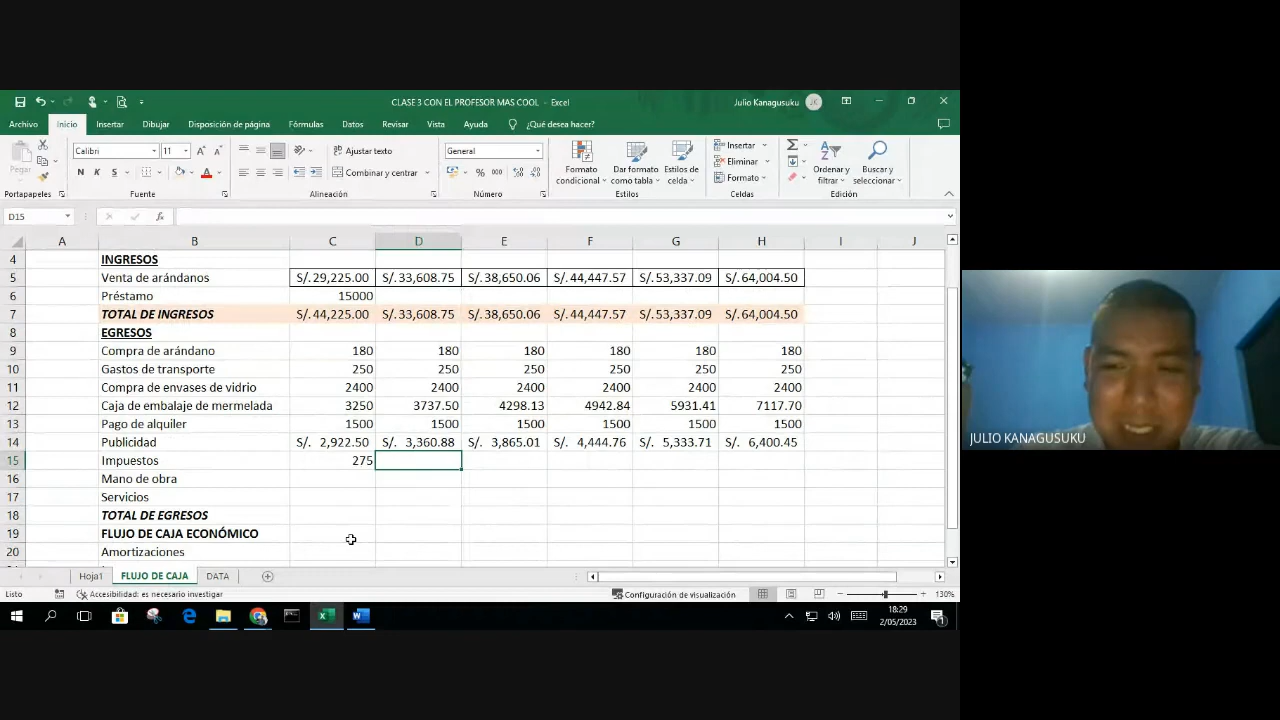 CLASE 3 CON EL PROFESOR MAS COOL - Excel
Julio Kanagusuku JK
Archivo Inicio Insertar Dibujar Disposición de página Fórmulas Datos Revisar Vista Ayuda ¿Qué desea hacer?
Pegar Calibri 11 Ajustar texto General Formato condicional Dar formato como tabla Estilos de celda Insertar Ordenar y filtrar Buscar y seleccionar
N K S Combinar y centrar % 000 Eliminar
Formato
Portapapeles Fuente Alineación Número Estilos Celdas Edición
D15 fx
A B C D E F G H I J
4 INGRESOS
5 Venta de arándanos S/.29,225.00 S/.33,608.75 S/.38,650.06 S/.44,447.57 S/.53,337.09 S/.64,004.50
6 Préstamo 15000
7 TOTAL DE INGRESOS S/.44,225.00 S/.33,608.75 S/.38,650.06 S/.44,447.57 S/.53,337.09 S/.64,004.50
8 EGRESOS
9 Compra de arándano 180 180 180 180 180 180
10 Gastos de transporte 250 250 250 250 250 250
11 Compra de envases de vidrio 2400 2400 2400 2400 2400 2400
12 Caja de embalaje de mermelada 3250 3737.50 4298.13 4942.84 5931.41 7117.70
13 Pago de alquiler 1500 1500 1500 1500 1500 1500
14 Publicidad S/. 2,922.50 S/. 3,360.88 S/. 3,865.01 S/. 4,444.76 S/. 5,333.71 S/. 6,400.45
15 Impuestos 275
16 Mano de obra
17 Servicios
18 TOTAL DE EGRESOS
19 FLUJO DE CAJA ECONÓMICO
20 Amortizaciones
Hoja1 FLUJO DE CAJA DATA
Listo Accesibilidad: es necesario investigar Configuración de visualización 130%
18:29
2/05/2023
JULIO KANAGUSUKU